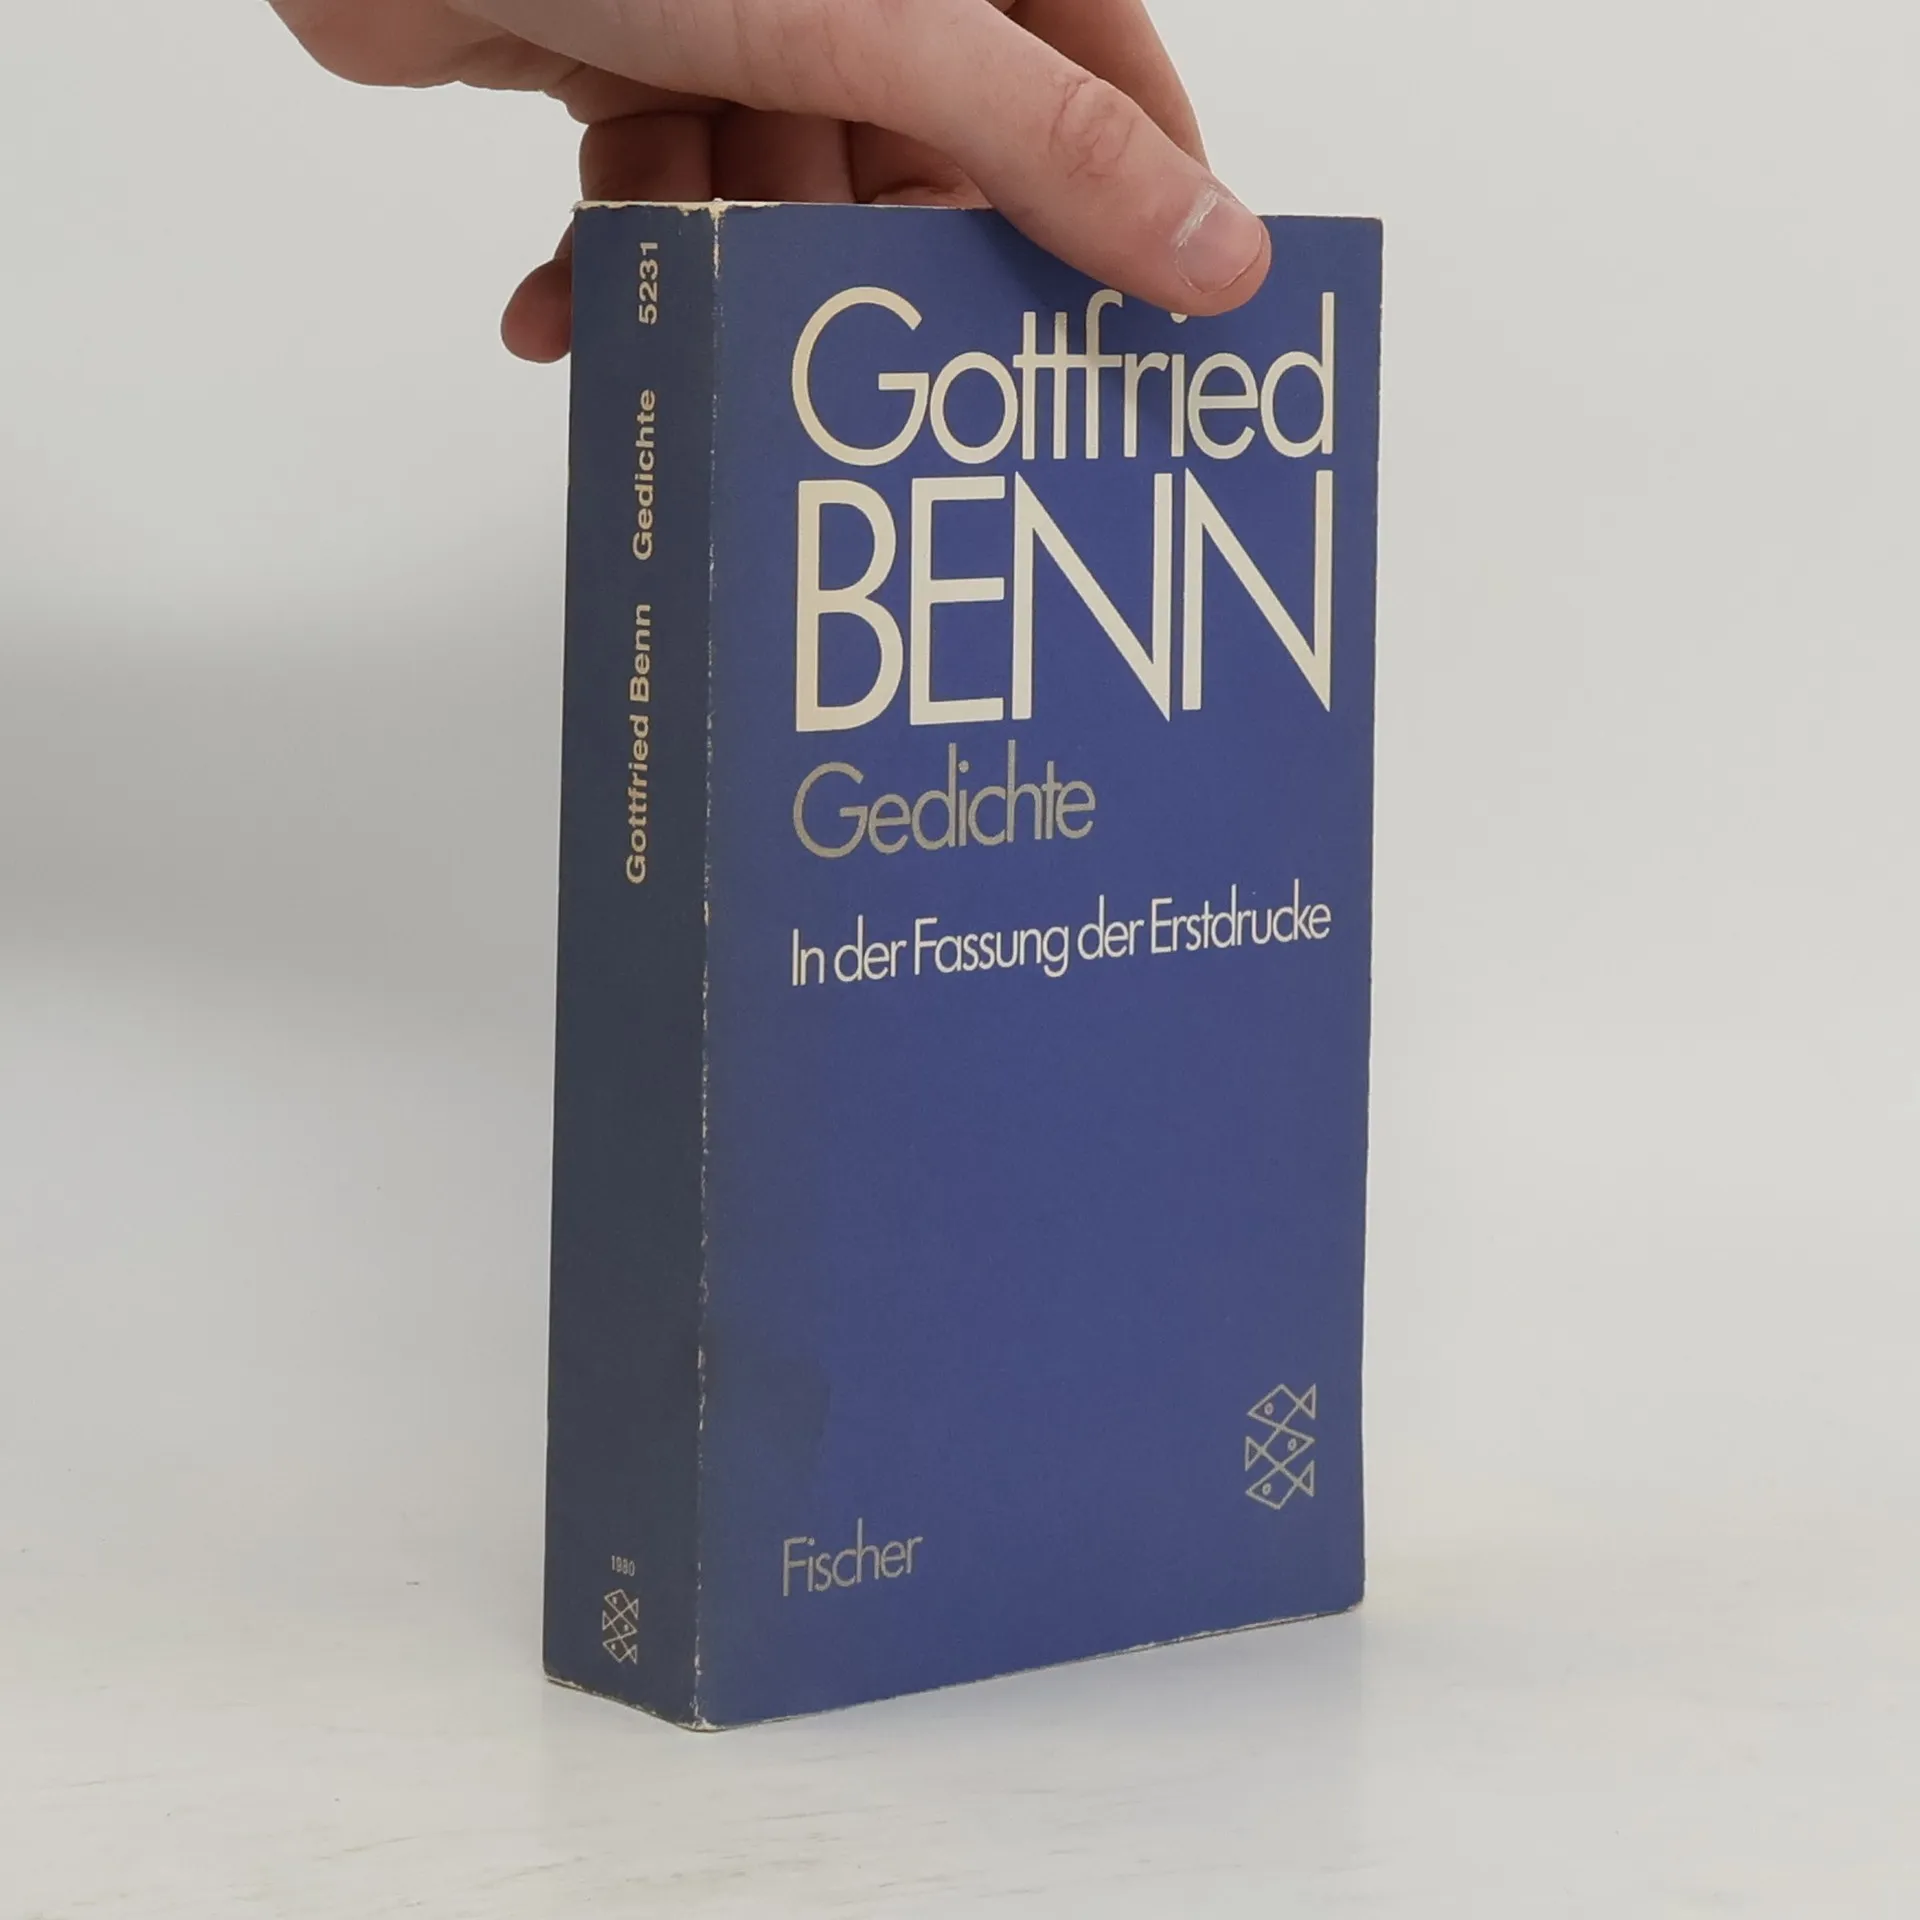 Gottfried
BENN
Gedichte
In der Fassung der Erstdrucke
Fischer
Gottfried Benn Gedichte 5231
1980